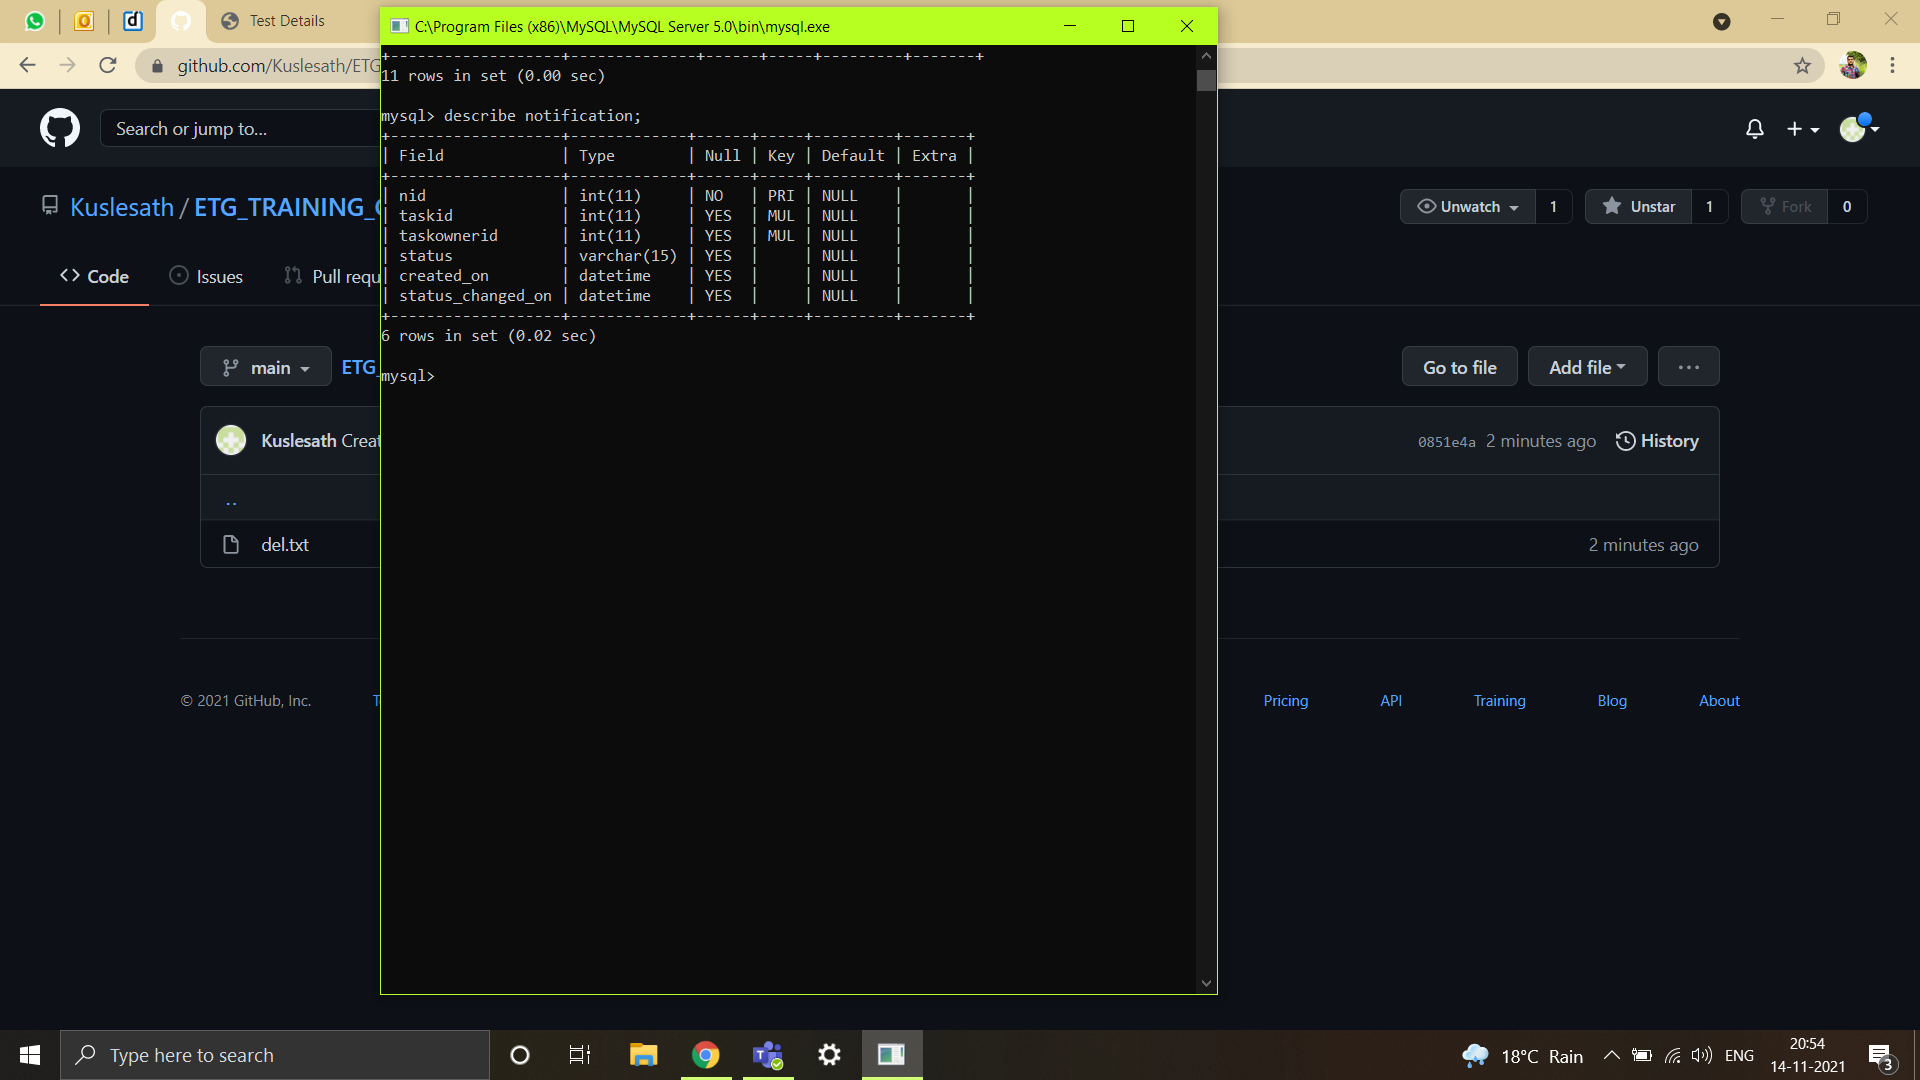 Test Details
github.com/Kuslesath/ETG
C:\Program Files (x86)\MySQL\MySQL Server 5.0\bin\mysql.exe
+-------------------+--------------+------+-----+---------+-------+
11 rows in set (0.00 sec)
mysql> describe notification;
+-------------------+-------------+------+-----+---------+-------+
| Field             | Type        | Null | Key | Default | Extra |
+-------------------+-------------+------+-----+---------+-------+
| nid               | int(11)     | NO   | PRI | NULL    |       |
| taskid            | int(11)     | YES  | MUL | NULL    |       |
| taskownerid       | int(11)     | YES  | MUL | NULL    |       |
| status            | varchar(15) | YES  |     | NULL    |       |
| created_on        | datetime    | YES  |     | NULL    |       |
| status_changed_on | datetime    | YES  |     | NULL    |       |
+-------------------+-------------+------+-----+---------+-------+
6 rows in set (0.02 sec)
mysql>
Search or jump to...
Kuslesath / ETG_TRAINING_
Unwatch 1
Unstar 1
Fork 0
Code
Issues
Pull requ
main
ETG_
Go to file
Add file
...
Kuslesath Creat
0851e4a 2 minutes ago
History
..
del.txt
2 minutes ago
© 2021 GitHub, Inc.
Pricing
API
Training
Blog
About
Type here to search
18°C Rain
ENG
20:54
14-11-2021
3